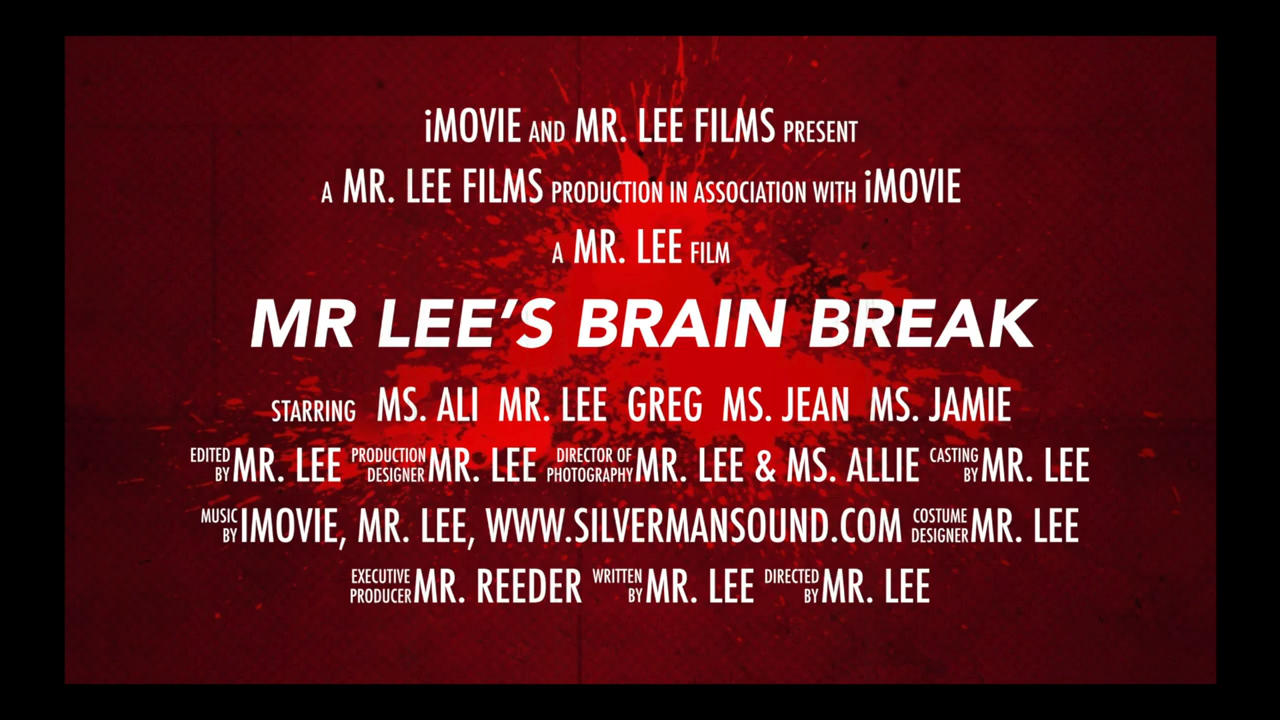 iMOVIE AND MR. LEE FILMS PRESENT
A MR. LEE FILMS PRODUCTION IN ASSOCIATION WITH iMOVIE
A MR. LEE FILM
MR LEE'S BRAIN BREAK
STARRING MS. ALI MR. LEE GREG MS. JEAN MS. JAMIE
EDITED BY MR. LEE PRODUCTION DESIGNER MR. LEE DIRECTOR OF PHOTOGRAPHY MR. LEE & MS. ALLIE CASTING BY MR. LEE
MUSIC BY IMOVIE, MR. LEE, WWW.SILVERMANSOUND.COM COSTUME DESIGNER MR. LEE
EXECUTIVE PRODUCER MR. REEDER WRITTEN BY MR. LEE DIRECTED BY MR. LEE